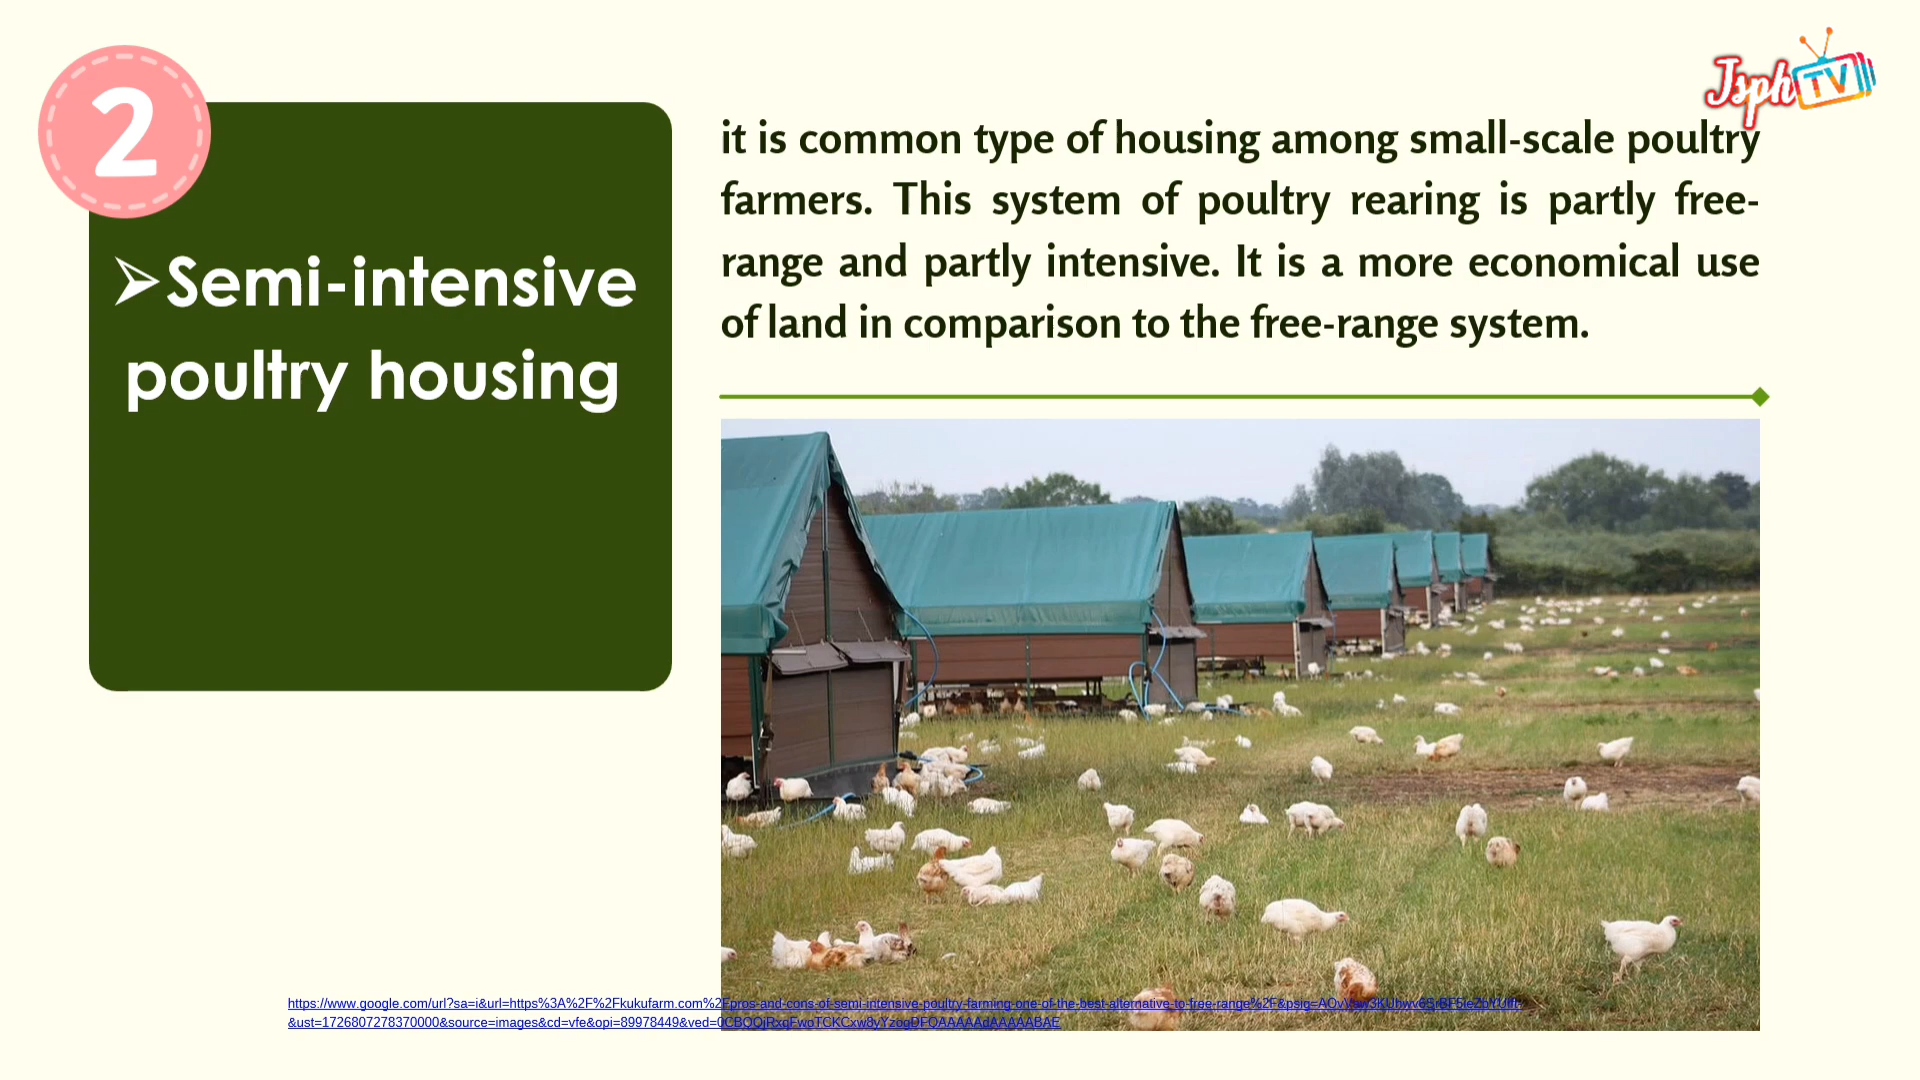 2
➢Semi-intensive
poultry housing
Jsph TV
it is common type of housing among small-scale poultry
farmers. This system of poultry rearing is partly free-
range and partly intensive. It is a more economical use
of land in comparison to the free-range system.
https://www.google.com/url?sa=i&url=https%3A%2F%2Fkukufarm.com%2Fpros-and-cons-of-semi-intensive-poultry-farming-one-of-the-best-alternative-to-free-range%2F&psig=
&ust=1726807278370000&source=images&cd=vfe&opi=89978449&ved=